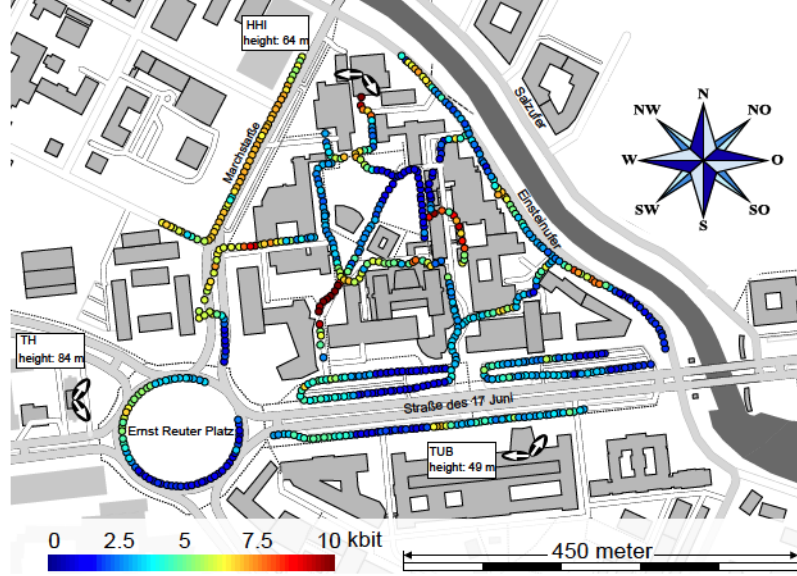 HHI
height: 64 m
Marchstaße
Salzufer
N
NW
NO
W
O
SW
SO
S
Einsteinufer
TH
height: 84 m
Straße des 17 Juni
Ernst Reuter Platz
TUB
height: 49 m
0 2.5 5 7.5 10 kbit
450 meter